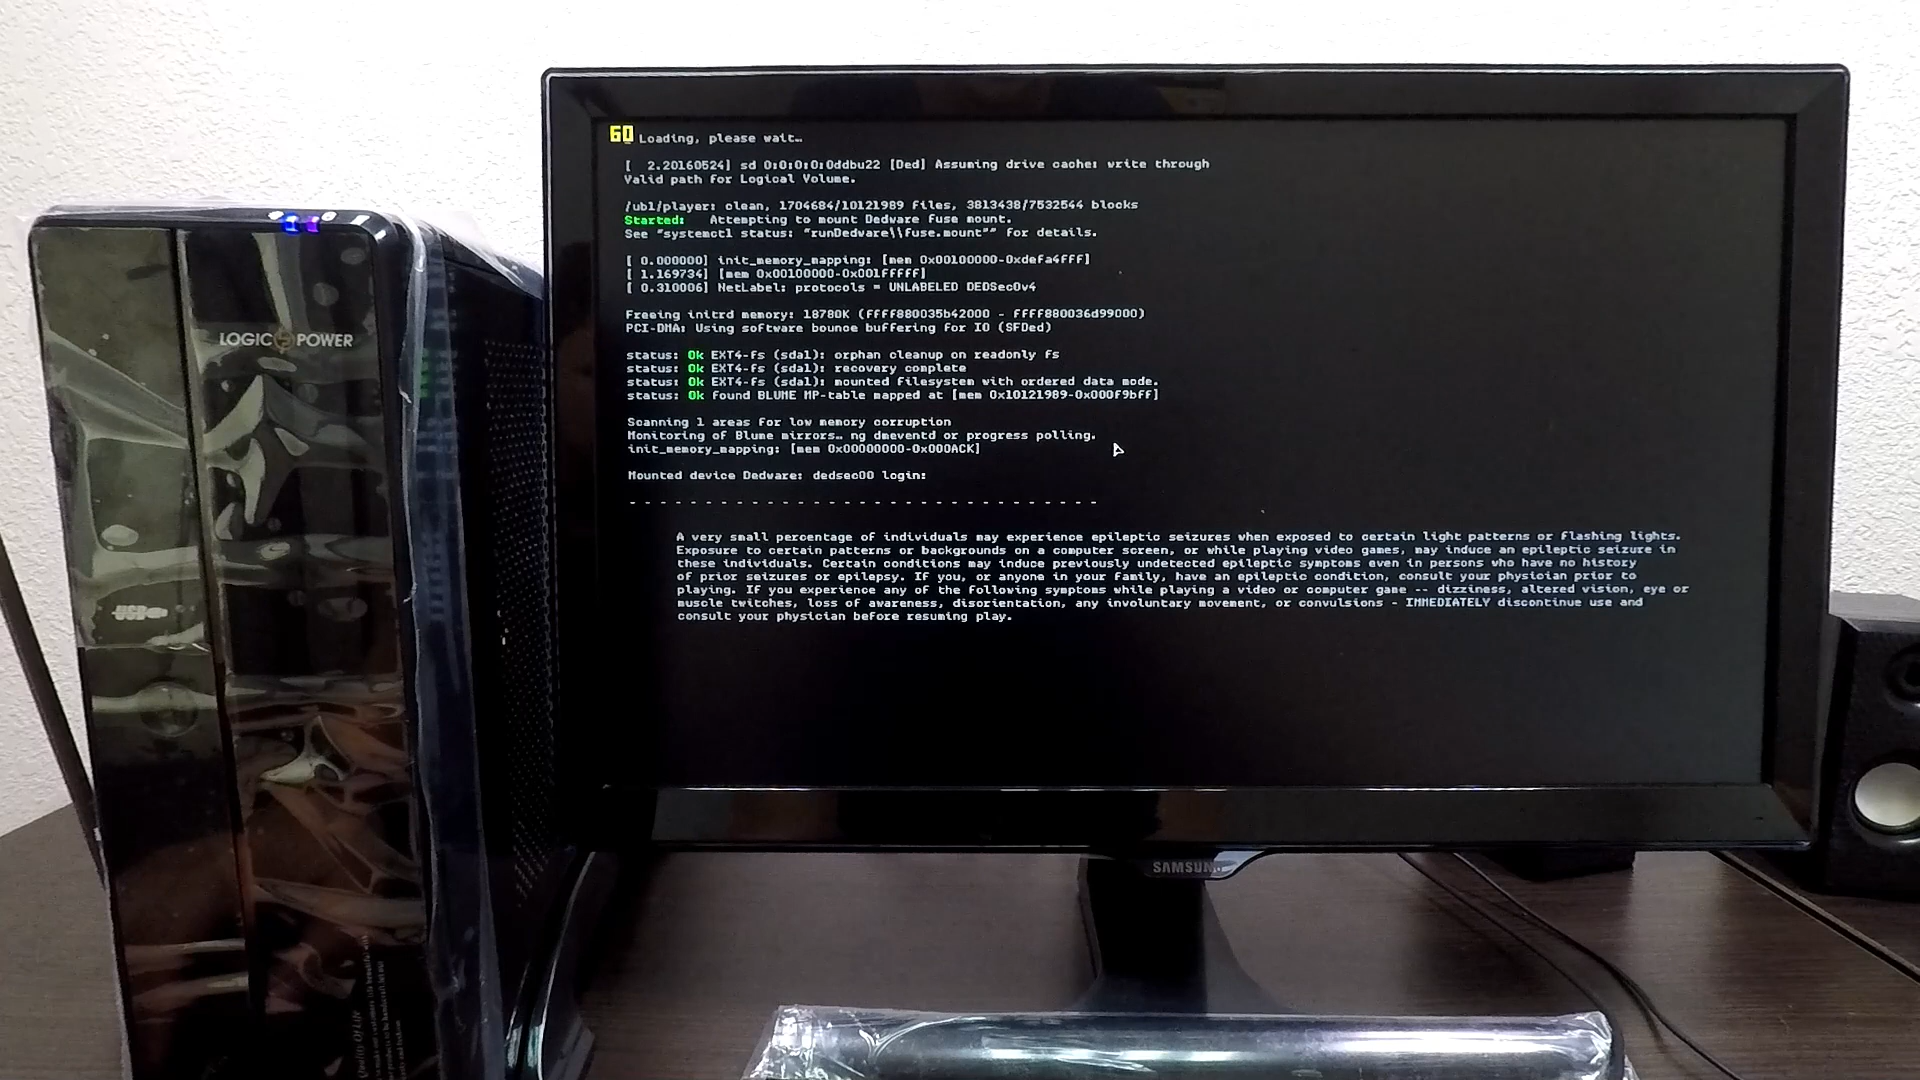 60 Loading, please wait…
[ 2.20160524] sd 0:0:0:0:0ddbu22 [Ded] Assuming drive cache: write through
Valid path for Logical Volume.
/ubi/player: clean, 1704684/10121989 files, 3813438/7532544 blocks
Started: Attempting to mount Dedware fuse mount.
See "systemctl status: "runDedware\\fuse.mount"" for details.
[ 0.000000] init_memory_mapping: [mem 0x00100000-0xdefa4fff]
[ 1.169734] [mem 0x00100000-0x001fffff]
[ 0.310006] NetLabel: protocols = UNLABELED DEDSecOv4
Freeing initrd memory: 18780K (ffff880035b42000 - ffff880036d99000)
PCI-DMA: Using software bounce buffering for IO (SFDed)
status: Ok EXT4-fs (sda1): orphan cleanup on readonly fs
status: Ok EXT4-fs (sda1): recovery complete
status: Ok EXT4-fs (sda1): mounted filesystem with ordered data mode.
status: Ok found BLUME MP-table mapped at [mem 0x10121989-0x000f9bff]
Scanning 1 areas for low memory corruption
Monitoring of Blume mirrors… ng dmeventd or progress polling.
init_memory_mapping: [mem 0x00000000-0x000ACK]
Mounted device Dedware: dedsec00 login:
- - - - - - - - - - - - - - - - - - - - - - - - - - - - - - -
A very small percentage of individuals may experience epileptic seizures when exposed to certain light patterns or flashing lights.
Exposure to certain patterns or backgrounds on a computer screen, or while playing video games, may induce an epileptic seizure in
these individuals. Certain conditions may induce previously undetected epileptic symptoms even in persons who have no history
of prior seizures or epilepsy. If you, or anyone in your family, have an epileptic condition, consult your physician prior to
playing. If you experience any of the following symptoms while playing a video or computer game -- dizziness, altered vision, eye or
muscle twitches, loss of awareness, disorientation, any involuntary movement, or convulsions - IMMEDIATELY discontinue use and
consult your physician before resuming play.
LOGIC POWER
USB
SAMSUNG
Quality Of Life